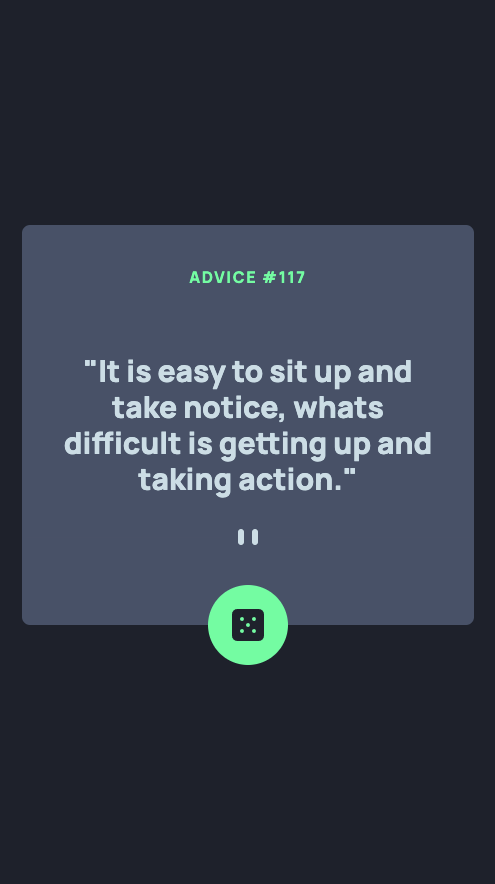 ADVICE #117
"It is easy to sit up and
take notice, whats
difficult is getting up and
taking action."